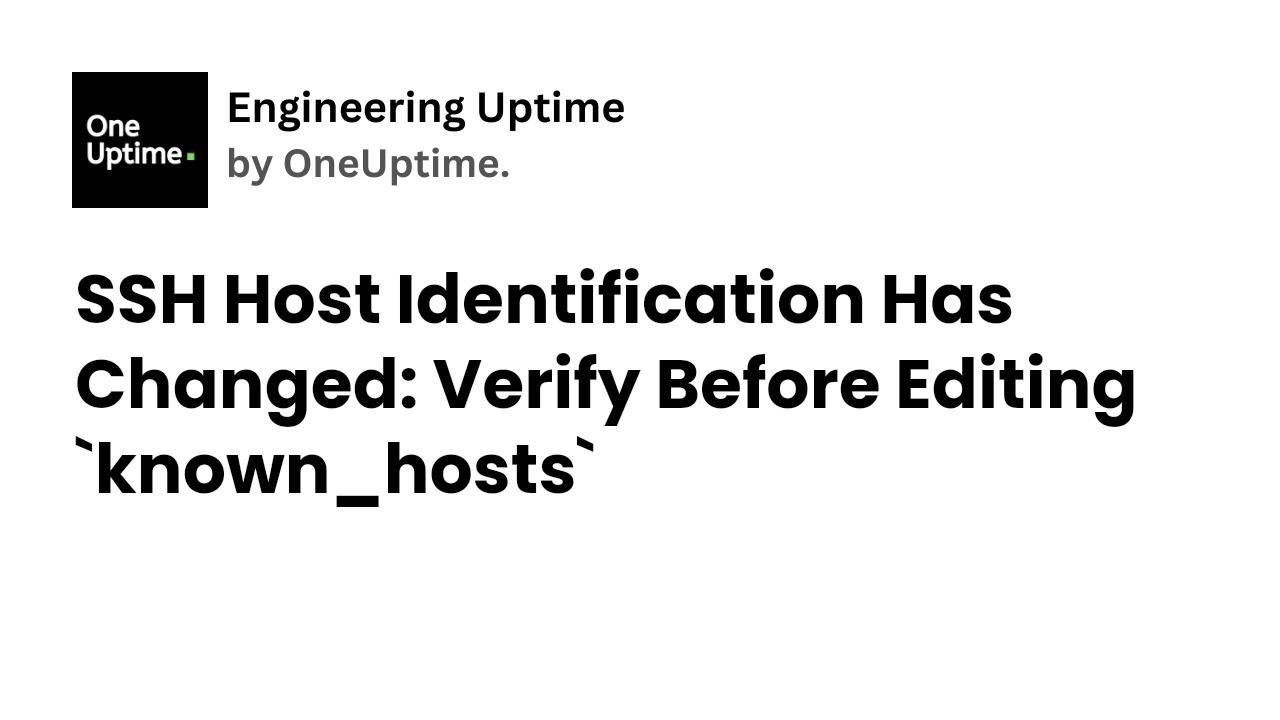 One
Uptime.
Engineering Uptime
by OneUptime.
SSH Host Identification Has
Changed: Verify Before Editing
`known_hosts`